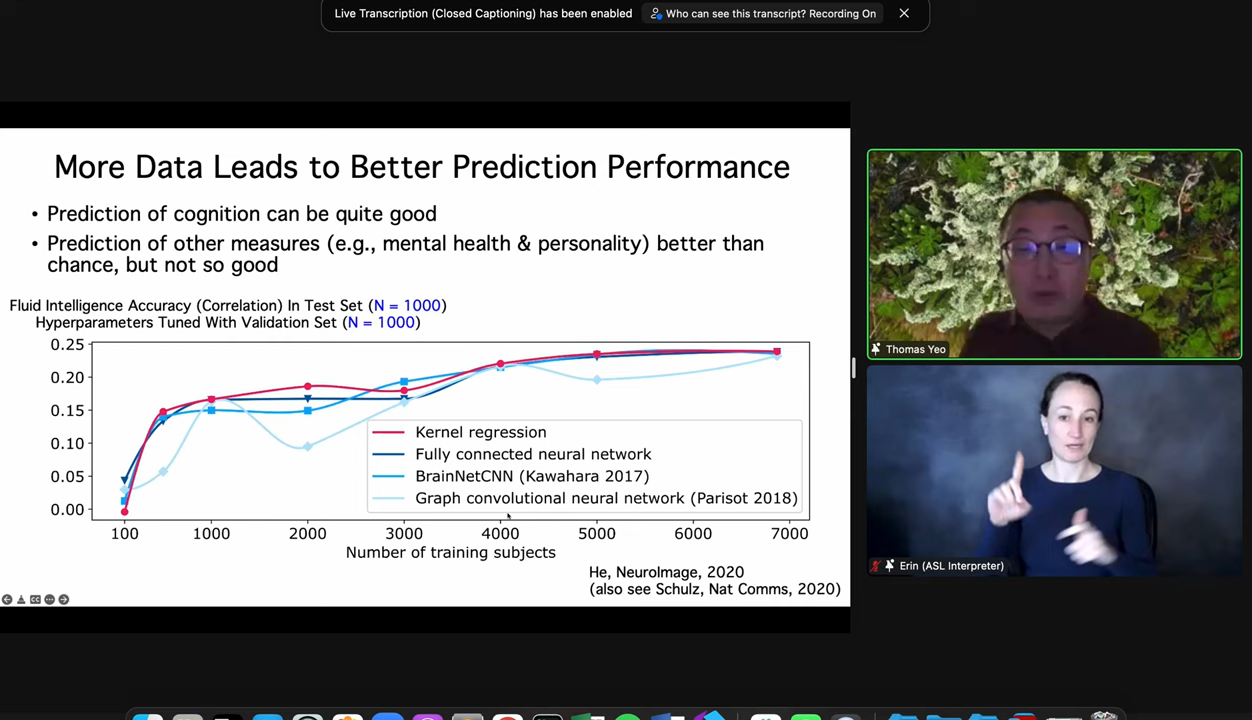 Live Transcription (Closed Captioning) has been enabled
Who can see this transcript? Recording On
More Data Leads to Better Prediction Performance
• Prediction of cognition can be quite good
• Prediction of other measures (e.g., mental health & personality) better than
chance, but not so good
Fluid Intelligence Accuracy (Correlation) In Test Set (N = 1000)
Hyperparameters Tuned With Validation Set (N = 1000)
0.25
0.20
0.15
0.10
0.05
0.00
Kernel regression
Fully connected neural network
BrainNetCNN (Kawahara 2017)
Graph convolutional neural network (Parisot 2018)
100 1000 2000 3000 4000 5000 6000 7000
Number of training subjects
He, NeuroImage, 2020
(also see Schulz, Nat Comms, 2020)
CC
Thomas Yeo
Erin (ASL Interpreter)